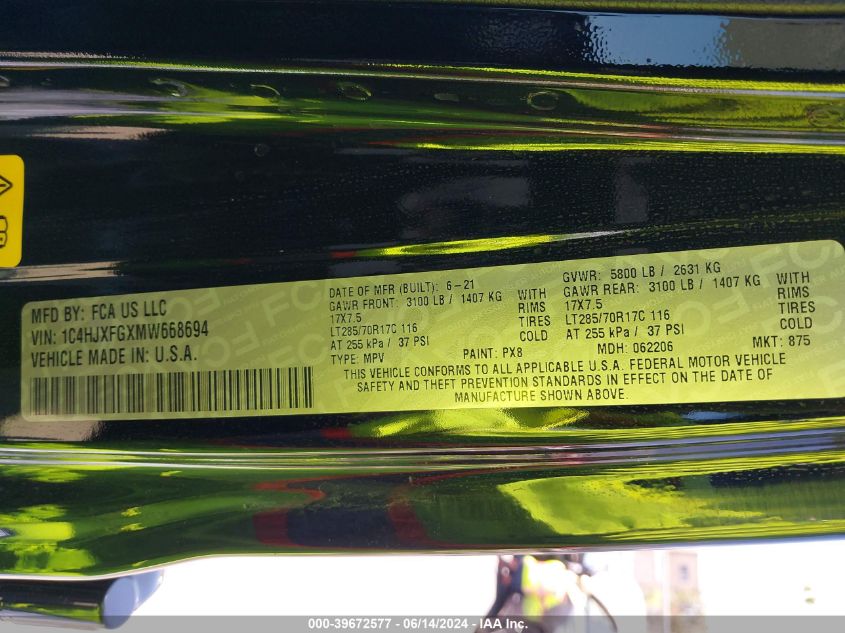 MFD BY: FCA US LLC
VIN: 1C4HJXFGXMW668694
VEHICLE MADE IN: U.S.A.
DATE OF MFR (BUILT): 6-21
GAWR FRONT: 3100 LB / 1407 KG WITH
17X7.5 RIMS
LT285/70R17C 116 TIRES
AT 255 kPa / 37 PSI COLD
TYPE: MPV PAINT: PX8
GVWR: 5800 LB / 2631 KG
GAWR REAR: 3100 LB / 1407 KG WITH
17X7.5 RIMS
LT285/70R17C 116 TIRES
AT 255 kPa / 37 PSI COLD
MDH: 062206 MKT: 875
THIS VEHICLE CONFORMS TO ALL APPLICABLE U.S.A. FEDERAL MOTOR VEHICLE
SAFETY AND THEFT PREVENTION STANDARDS IN EFFECT ON THE DATE OF
MANUFACTURE SHOWN ABOVE.
000-39672577 - 06/14/2024 - IAA Inc.